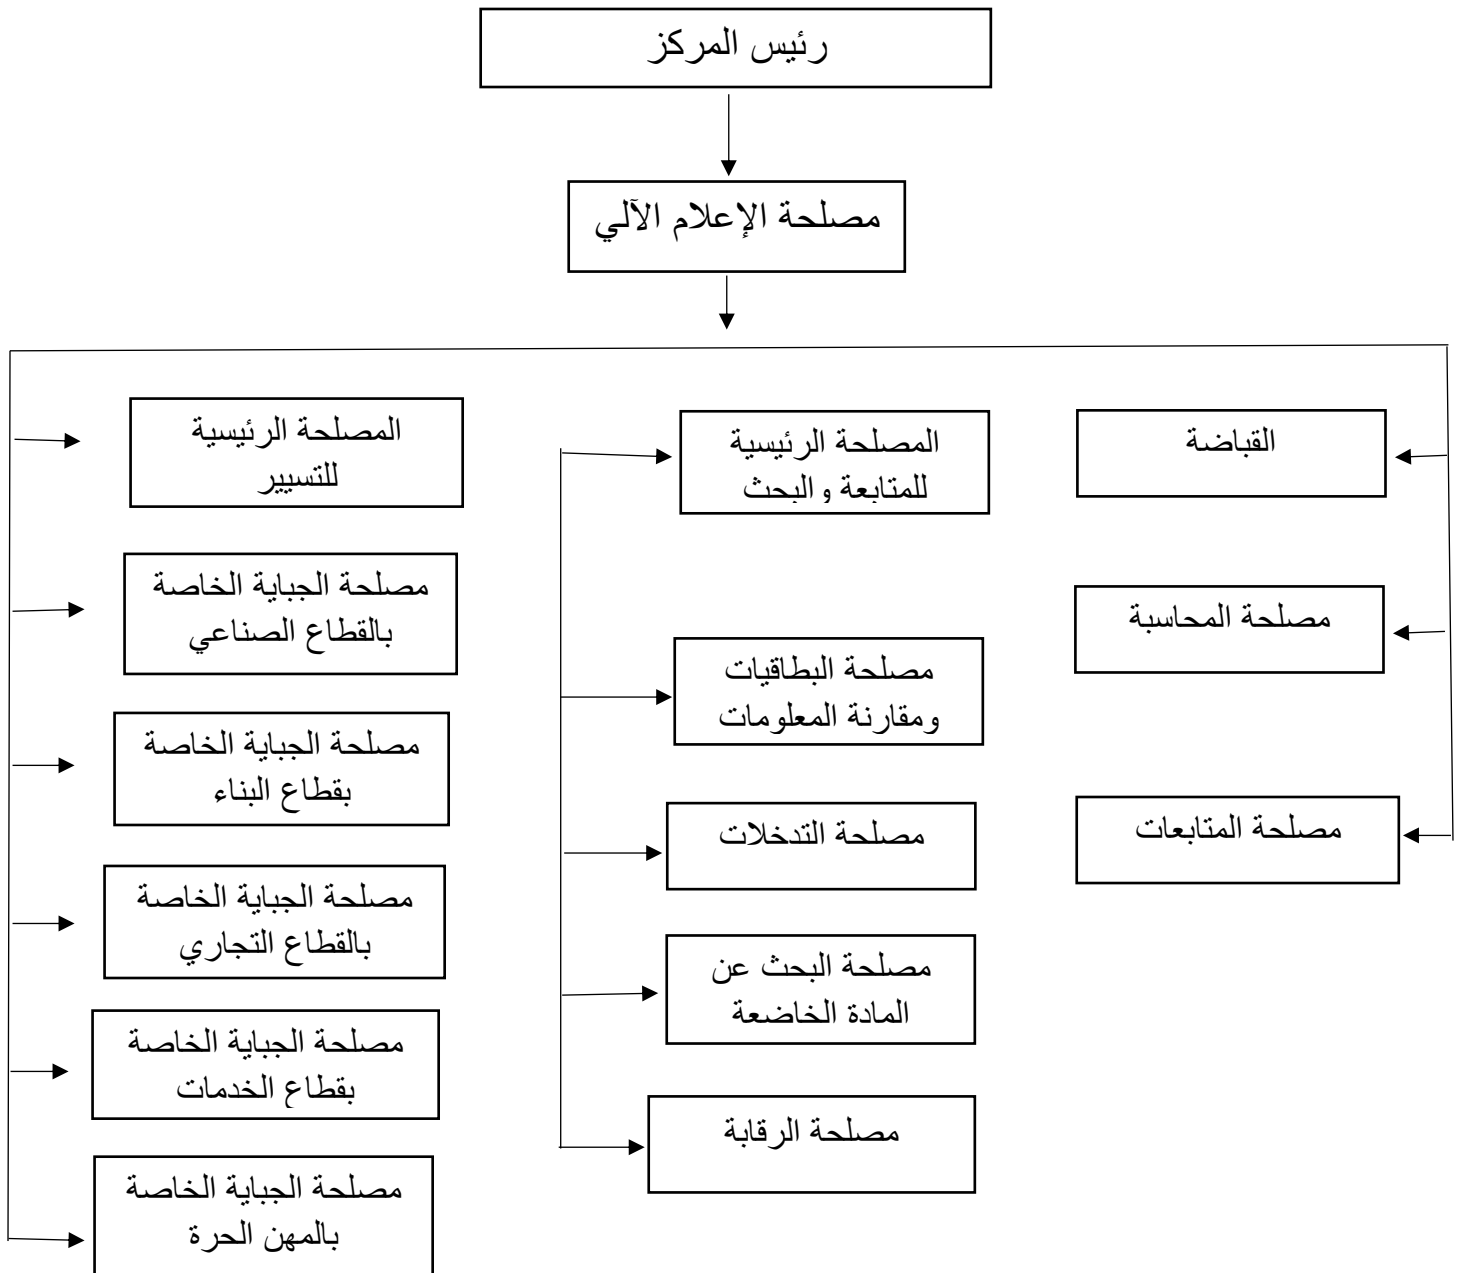 رئيس المركز
مصلحة الإعلام الآلي
القباضة
مصلحة المحاسبة
مصلحة المتابعات
المصلحة الرئيسية
للمتابعة والبحث
مصلحة البطاقيات
ومقارنة المعلومات
مصلحة التدخلات
مصلحة البحث عن
المادة الخاضعة
مصلحة الرقابة
المصلحة الرئيسية
للتسيير
مصلحة الجباية الخاصة
بالقطاع الصناعي
مصلحة الجباية الخاصة
بقطاع البناء
مصلحة الجباية الخاصة
بالقطاع التجاري
مصلحة الجباية الخاصة
بقطاع الخدمات
مصلحة الجباية الخاصة
بالمهن الحرة